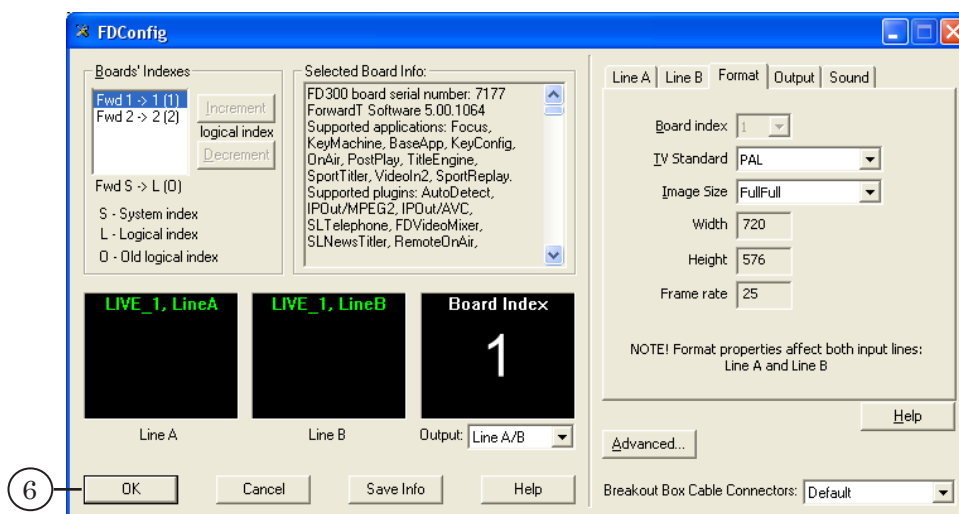 FDConfig
Boards' Indexes
Fwd 1 -> 1 (1)
Fwd 2 -> 2 (2)
Increment
logical index
Decrement
Fwd S -> L (O)
S - System index
L - Logical index
O - Old logical index
Selected Board Info:
FD300 board serial number: 7177
ForwardT Software 5.00.1064
Supported applications: Focus,
KeyMachine, BaseApp, KeyConfig,
OnAir, PostPlay, TitleEngine,
SportTitler, VideoIn2, SportReplay.
Supported plugins: AutoDetect,
IPOut/MPEG2, IPOut/AVC,
SLTelephone, FDVideoMixer,
SLNewsTitler, RemoteOnAir,
LIVE_1, LineA
LIVE_1, LineB
Board Index
1
Line A
Line B
Output: Line A/B
6
OK
Cancel
Save Info
Help
Line A
Line B
Format
Output
Sound
Board index 1
TV Standard PAL
Image Size FullFull
Width 720
Height 576
Frame rate 25
NOTE! Format properties affect both input lines:
Line A and Line B
Help
Advanced...
Breakout Box Cable Connectors: Default